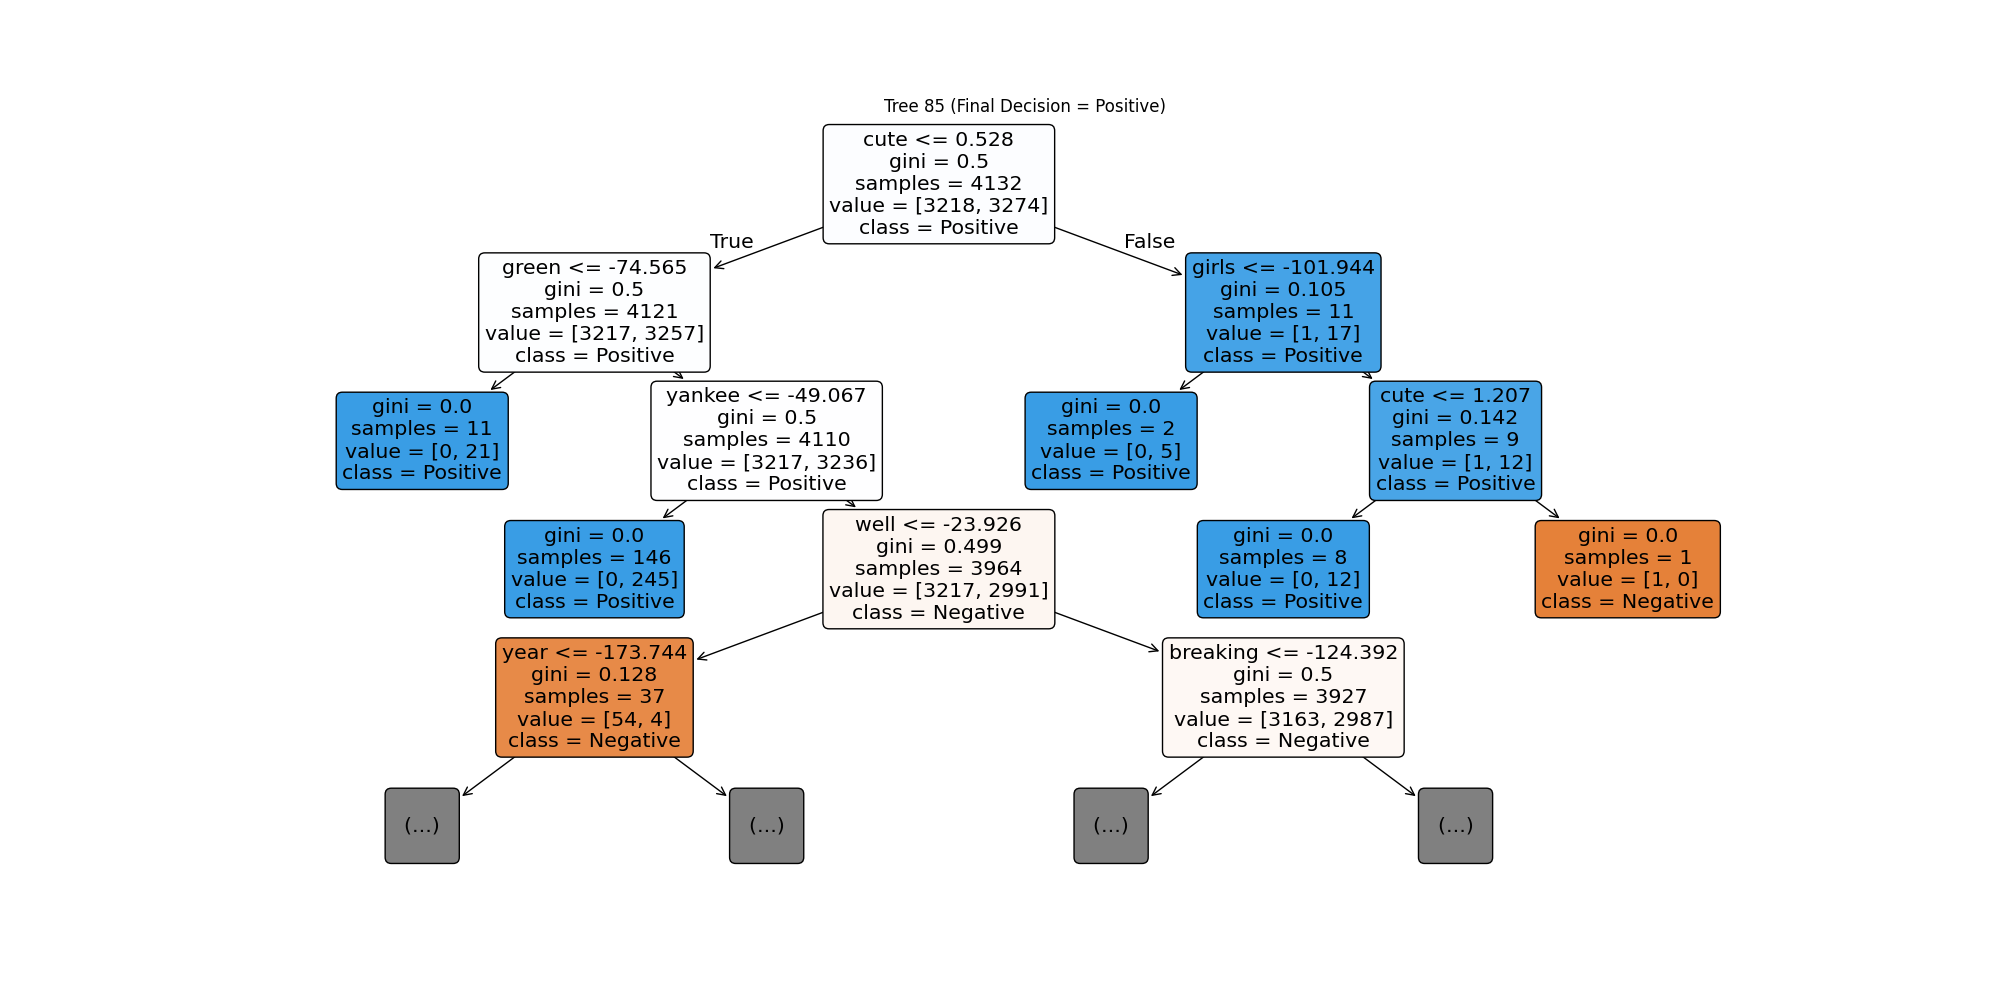 Tree 85 (Final Decision = Positive)
cute <= 0.528
gini = 0.5
samples = 4132
value = [3218, 3274]
class = Positive
True
False
green <= -74.565
gini = 0.5
samples = 4121
value = [3217, 3257]
class = Positive
girls <= -101.944
gini = 0.105
samples = 11
value = [1, 17]
class = Positive
gini = 0.0
samples = 11
value = [0, 21]
class = Positive
yankee <= -49.067
gini = 0.5
samples = 4110
value = [3217, 3236]
class = Positive
gini = 0.0
samples = 2
value = [0, 5]
class = Positive
cute <= 1.207
gini = 0.142
samples = 9
value = [1, 12]
class = Positive
gini = 0.0
samples = 146
value = [0, 245]
class = Positive
well <= -23.926
gini = 0.499
samples = 3964
value = [3217, 2991]
class = Negative
gini = 0.0
samples = 8
value = [0, 12]
class = Positive
gini = 0.0
samples = 1
value = [1, 0]
class = Negative
year <= -173.744
gini = 0.128
samples = 37
value = [54, 4]
class = Negative
breaking <= -124.392
gini = 0.5
samples = 3927
value = [3163, 2987]
class = Negative
(...)
(...)
(...)
(...)